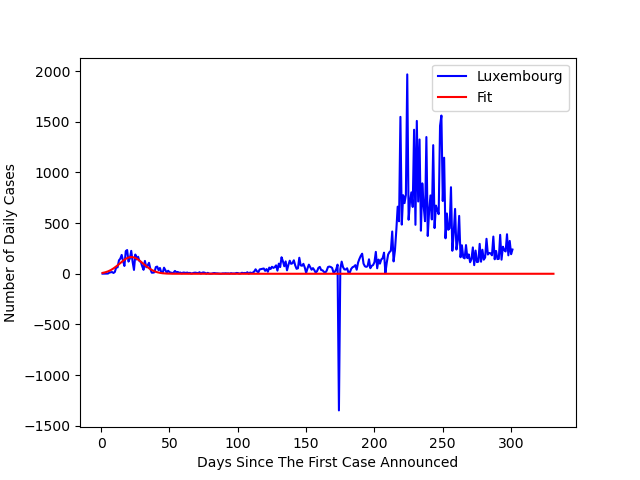 Luxembourg
Fit
2000
1500
1000
500
0
−500
−1000
−1500
Number of Daily Cases
0 50 100 150 200 250 300
Days Since The First Case Announced